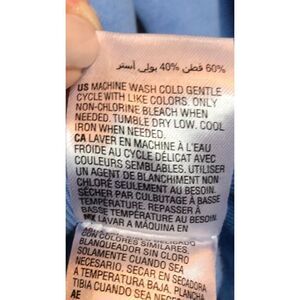 60% قطن 40% بولي أستر
US MACHINE WASH COLD GENTLE
CYCLE WITH LIKE COLORS. ONLY
NON-CHLORINE BLEACH WHEN
NEEDED. TUMBLE DRY LOW. COOL
IRON WHEN NEEDED.
CA LAVER EN MACHINE À L'EAU
FROIDE AU CYCLE DÉLICAT AVEC
COULEURS SEMBLABLES. UTILISER
UN AGENT DE BLANCHIMENT NON
CHLORÉ SEULEMENT AU BESOIN.
SÉCHER PAR CULBUTAGE À BASSE
TEMPÉRATURE. REPASSER À
BASSE TEMPÉRATURE AU BESOIN.
MX LAVAR A MÁQUINA EN
CON COLORES SIMILARES.
BLANQUEADOR SIN CLORO
SOLAMENTE CUANDO SEA
NECESARIO. SECAR EN SECADORA
A TEMPERATURA BAJA. PLANCHA
TIBIA CUANDO SEA NECESARIO.
AE